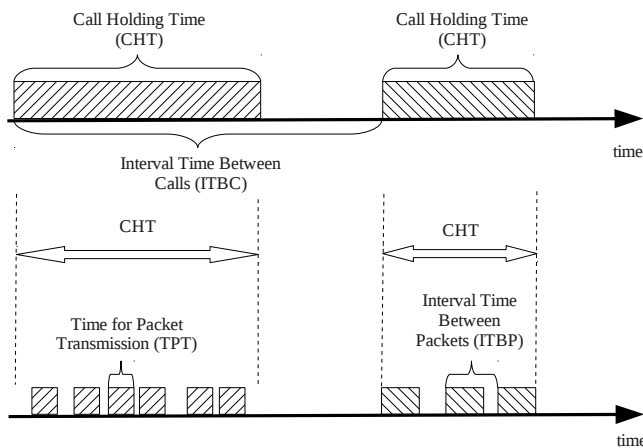 Call Holding Time
(CHT)
Call Holding Time
(CHT)
time
Interval Time Between
Calls (ITBC)
CHT
CHT
Time for Packet
Transmission (TPT)
Interval Time
Between
Packets (ITBP)
time